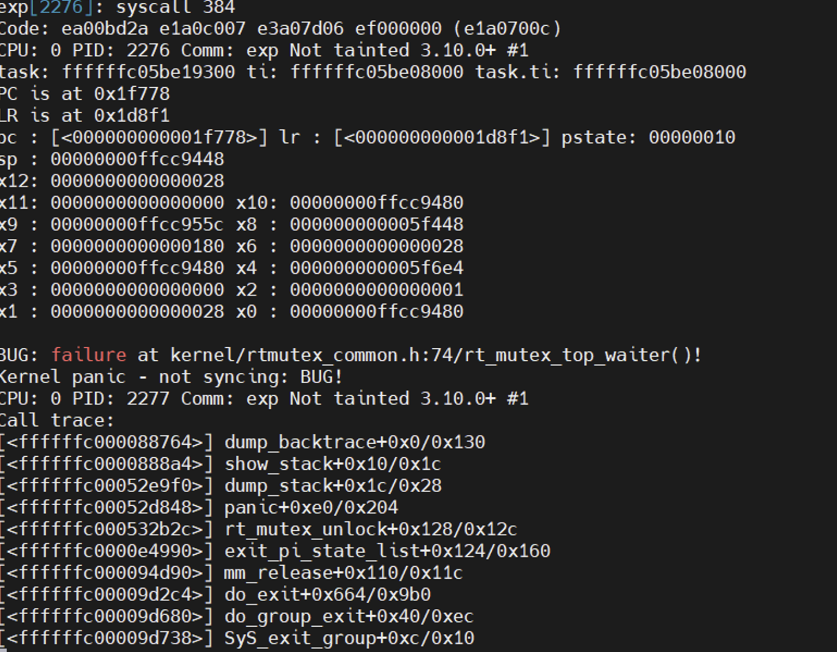 exp[2276]: syscall 384
Code: ea00bd2a e1a0c007 e3a07d06 ef000000 (e1a0700c)
CPU: 0 PID: 2276 Comm: exp Not tainted 3.10.0+ #1
task: ffffffc05be19300 ti: ffffffc05be08000 task.ti: ffffffc05be08000
PC is at 0x1f778
LR is at 0x1d8f1
pc : [<000000000001f778>] lr : [<000000000001d8f1>] pstate: 00000010
sp : 00000000ffcc9448
x12: 0000000000000028
x11: 0000000000000000 x10: 00000000ffcc9480
x9 : 00000000ffcc955c x8 : 000000000005f448
x7 : 0000000000000180 x6 : 0000000000000028
x5 : 00000000ffcc9480 x4 : 000000000005f6e4
x3 : 0000000000000000 x2 : 0000000000000001
x1 : 0000000000000028 x0 : 00000000ffcc9480
BUG: failure at kernel/rtmutex_common.h:74/rt_mutex_top_waiter()!
Kernel panic - not syncing: BUG!
CPU: 0 PID: 2277 Comm: exp Not tainted 3.10.0+ #1
Call trace:
[<ffffffc000088764>] dump_backtrace+0x0/0x130
[<ffffffc0000888a4>] show_stack+0x10/0x1c
[<ffffffc00052e9f0>] dump_stack+0x1c/0x28
[<ffffffc00052d848>] panic+0xe0/0x204
[<ffffffc000532b2c>] rt_mutex_unlock+0x128/0x12c
[<ffffffc0000e4990>] exit_pi_state_list+0x124/0x160
[<ffffffc000094d90>] mm_release+0x110/0x11c
[<ffffffc00009d2c4>] do_exit+0x664/0x9b0
[<ffffffc00009d680>] do_group_exit+0x40/0xec
[<ffffffc00009d738>] SyS_exit_group+0xc/0x10